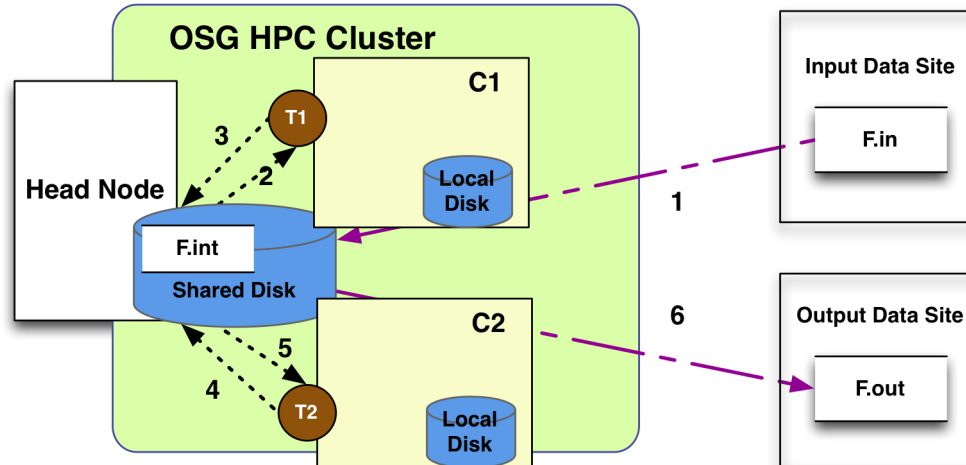 OSG HPC Cluster
C1
Input Data Site
T1
3
F.in
2
Head Node
Local
Disk
1
F.int
Shared Disk
C2
6
Output Data Site
5
4
F.out
T2
Local
Disk